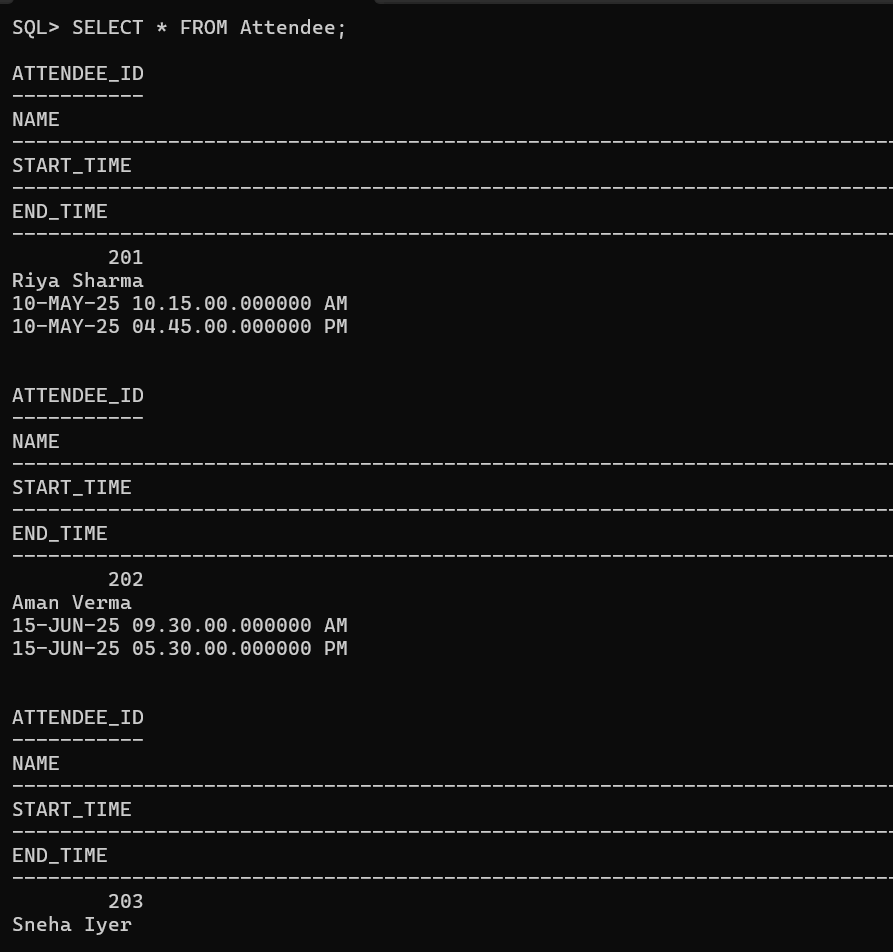 SQL> SELECT * FROM Attendee;
ATTENDEE_ID
-----------
NAME
--------------------------------------------------------------------------
START_TIME
--------------------------------------------------------------------------
END_TIME
--------------------------------------------------------------------------
        201
Riya Sharma
10-MAY-25 10.15.00.000000 AM
10-MAY-25 04.45.00.000000 PM
ATTENDEE_ID
-----------
NAME
--------------------------------------------------------------------------
START_TIME
--------------------------------------------------------------------------
END_TIME
--------------------------------------------------------------------------
        202
Aman Verma
15-JUN-25 09.30.00.000000 AM
15-JUN-25 05.30.00.000000 PM
ATTENDEE_ID
-----------
NAME
--------------------------------------------------------------------------
START_TIME
--------------------------------------------------------------------------
END_TIME
--------------------------------------------------------------------------
        203
Sneha Iyer